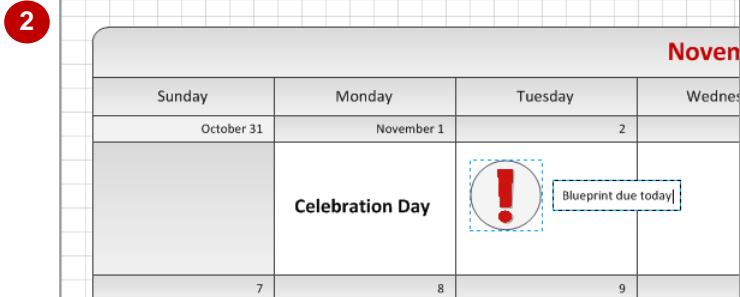 2
Novem
Sunday Monday Tuesday Wednes
October 31 November 1 2
Celebration Day
Blueprint due today
7 8 9